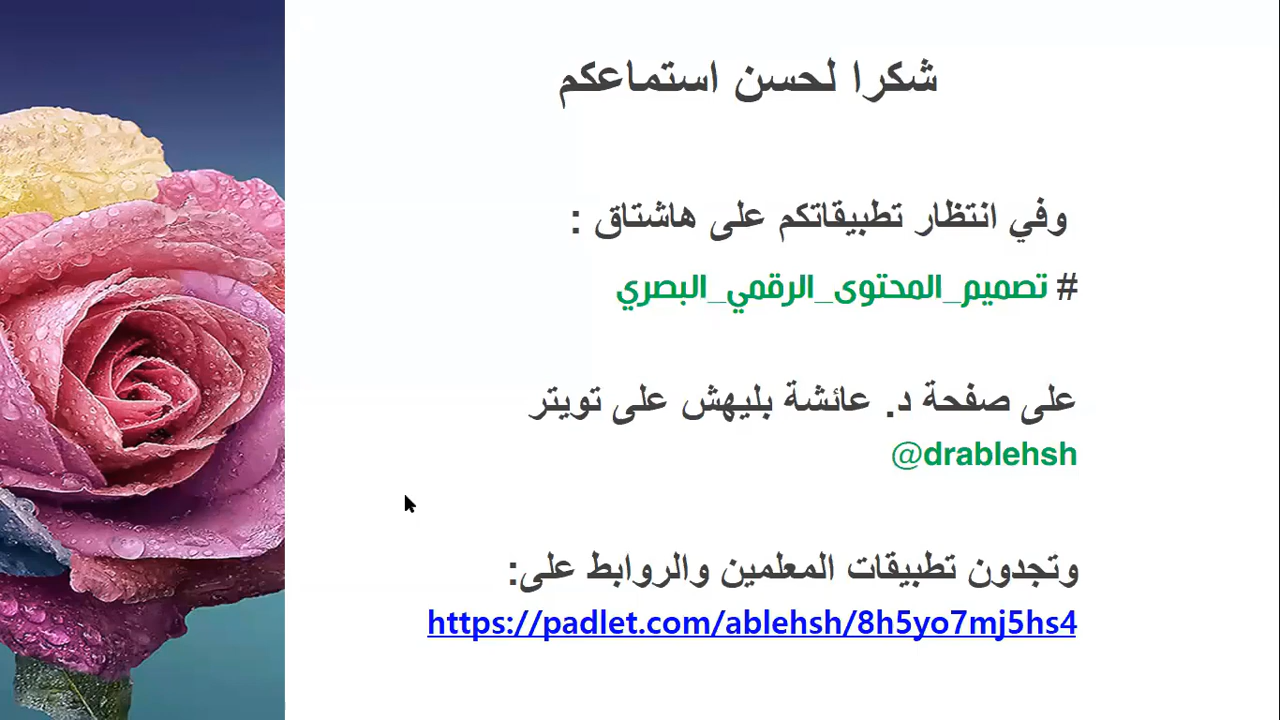 شكرا لحسن استماعكم
وفي انتظار تطبيقاتكم على هاشتاق :
# تصميم_المحتوى_الرقمي_البصري
على صفحة د. عائشة بليهش على تويتر
@drablehsh
وتجدون تطبيقات المعلمين والروابط على:
https://padlet.com/ablehsh/8h5yo7mj5hs4